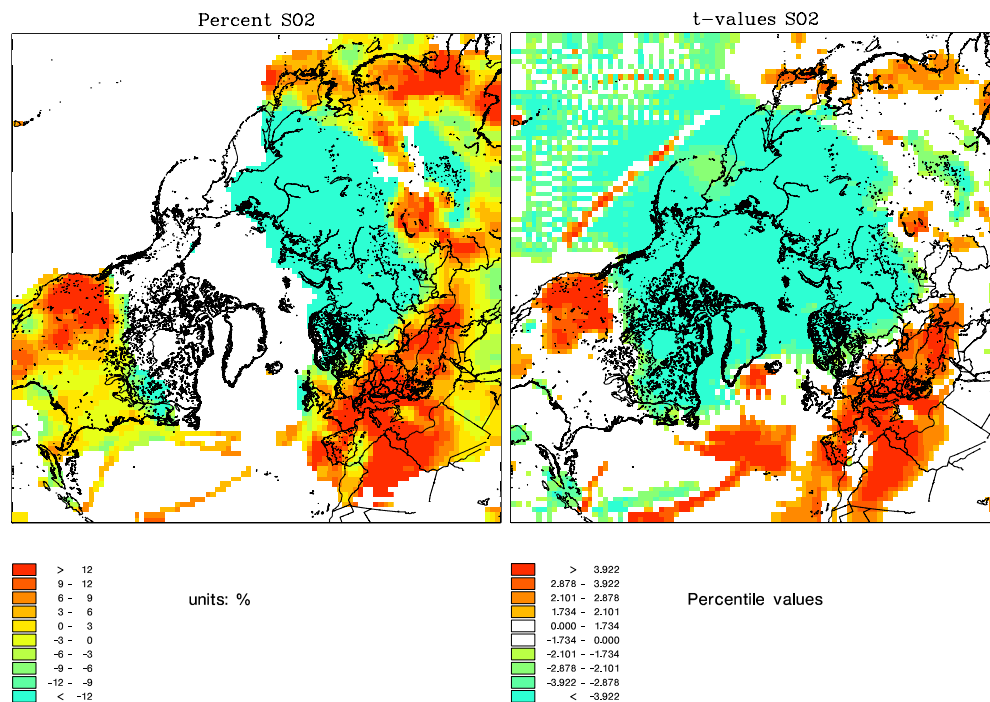 Percent SO2
t-values SO2
> 12
9 - 12
6 - 9
3 - 6
0 - 3
-3 - 0
-6 - -3
-9 - -6
-12 - -9
< -12
units: %
> 3.922
2.878 - 3.922
2.101 - 2.878
1.734 - 2.101
0.000 - 1.734
-1.734 - 0.000
-2.101 - -1.734
-2.878 - -2.101
-3.922 - -2.878
< -3.922
Percentile values